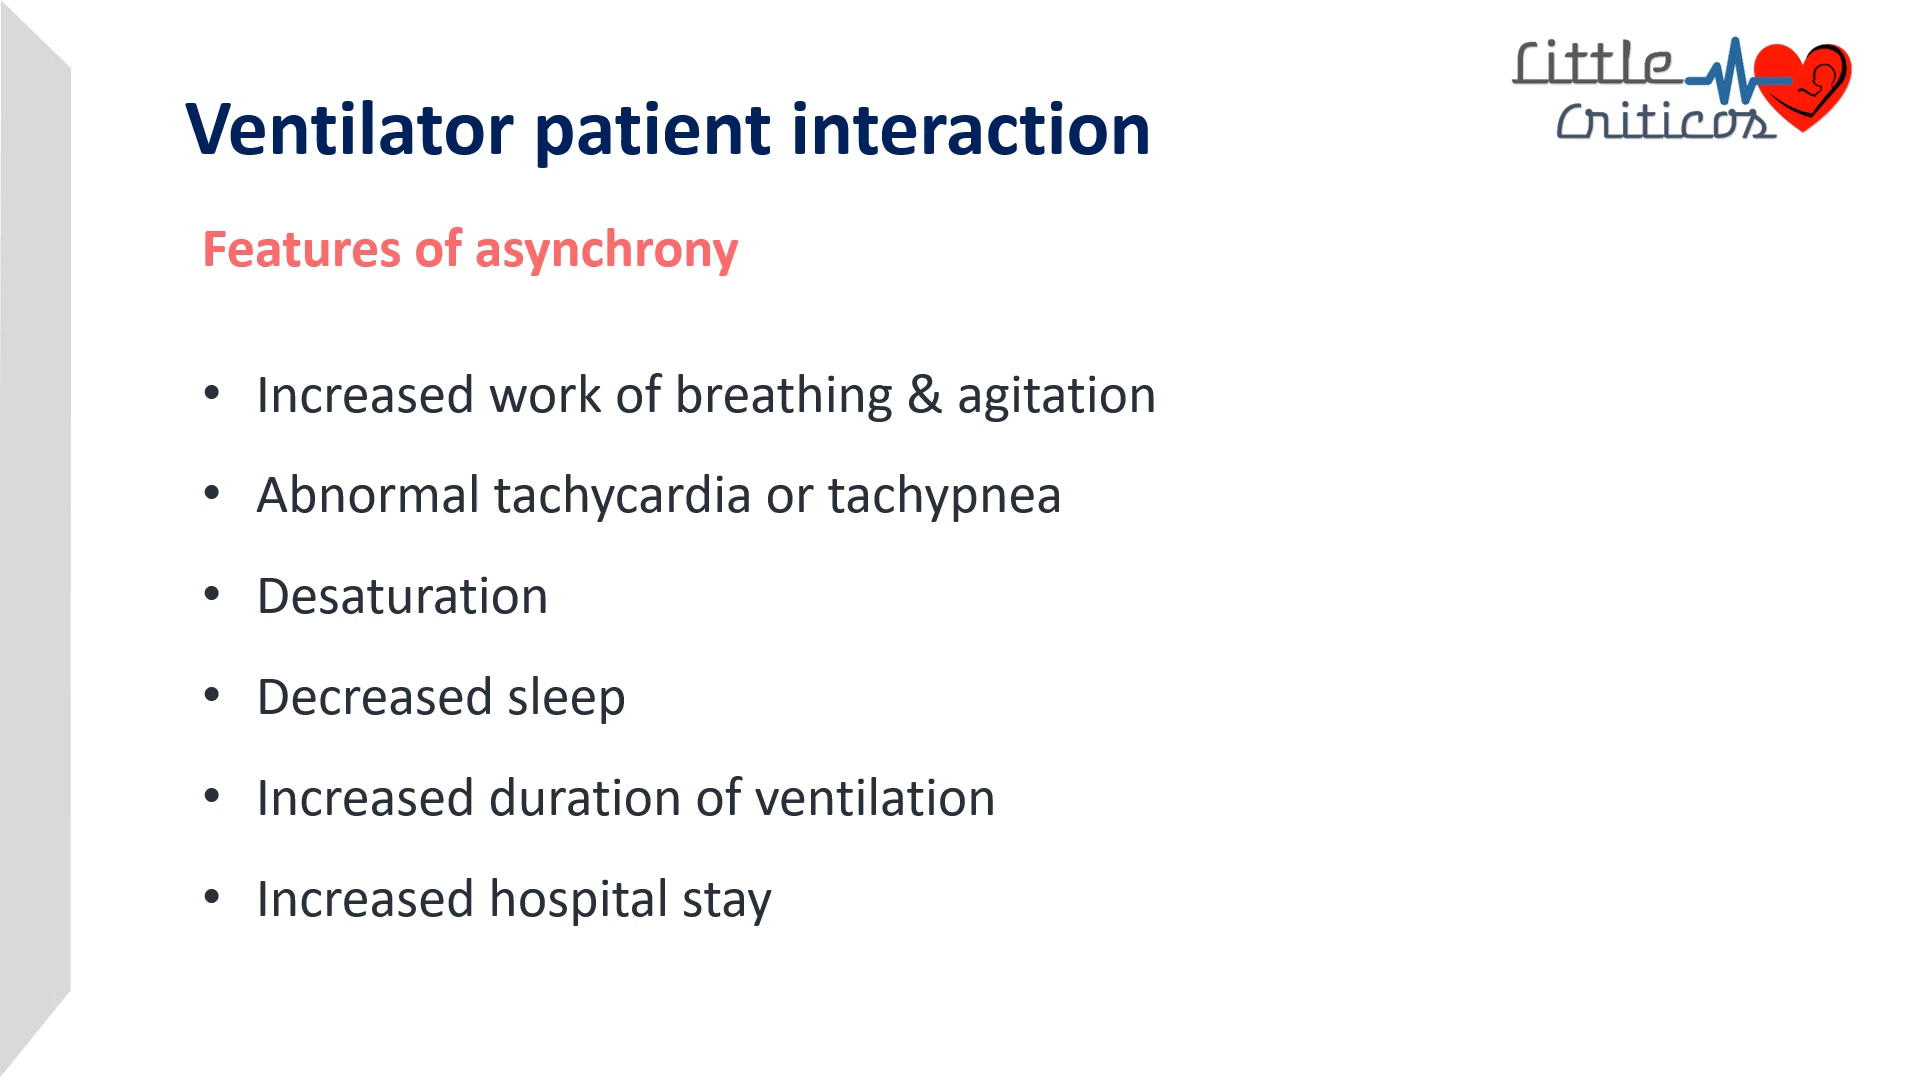 Little
Criticos
Ventilator patient interaction
Features of asynchrony
• Increased work of breathing & agitation
• Abnormal tachycardia or tachypnea
• Desaturation
• Decreased sleep
• Increased duration of ventilation
• Increased hospital stay